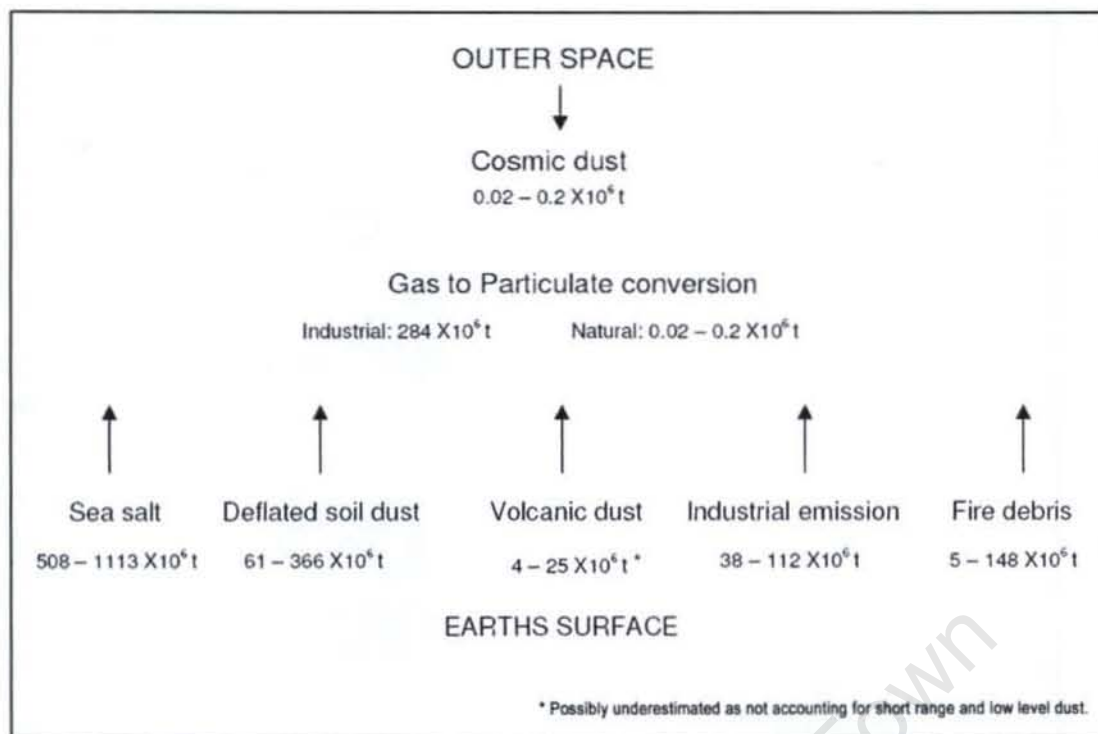 OUTER SPACE
Cosmic dust
0.02 – 0.2 X10⁶ t
Gas to Particulate conversion
Industrial: 284 X10⁶ t Natural: 0.02 – 0.2 X10⁶ t
Sea salt Deflated soil dust Volcanic dust Industrial emission Fire debris
508 – 1113 X10⁶ t 61 – 366 X10⁶ t 4 – 25 X10⁶ t * 38 – 112 X10⁶ t 5 – 148 X10⁶ t
EARTHS SURFACE
* Possibly underestimated as not accounting for short range and low level dust.
Town